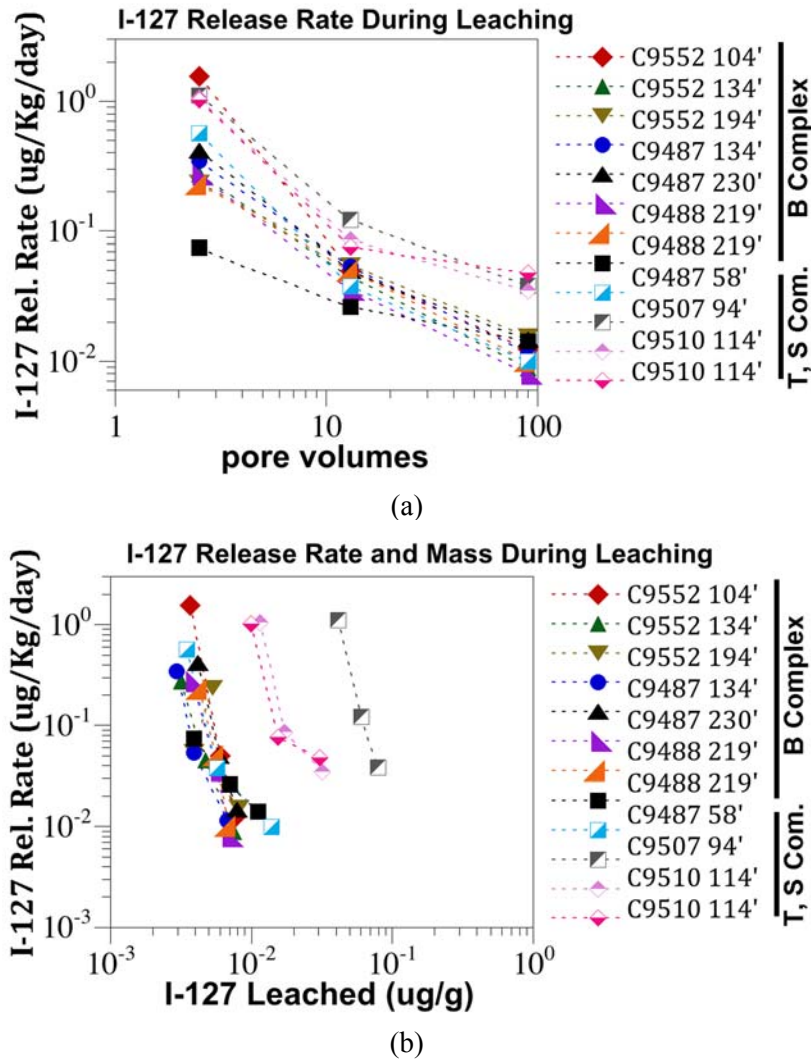 I-127 Release Rate During Leaching
I-127 Rel. Rate (ug/Kg/day)
10^0
10^-1
10^-2
1
10
100
pore volumes
C9552 104'
C9552 134'
C9552 194'
C9487 134'
C9487 230'
C9488 219'
C9488 219'
C9487 58'
C9507 94'
C9510 114'
C9510 114'
B Complex
T, S Com.
(a)
I-127 Release Rate and Mass During Leaching
I-127 Rel. Rate (ug/Kg/day)
10^0
10^-1
10^-2
10^-3
10^-3
10^-2
10^-1
10^0
I-127 Leached (ug/g)
C9552 104'
C9552 134'
C9552 194'
C9487 134'
C9487 230'
C9488 219'
C9488 219'
C9487 58'
C9507 94'
C9510 114'
C9510 114'
B Complex
T, S Com.
(b)